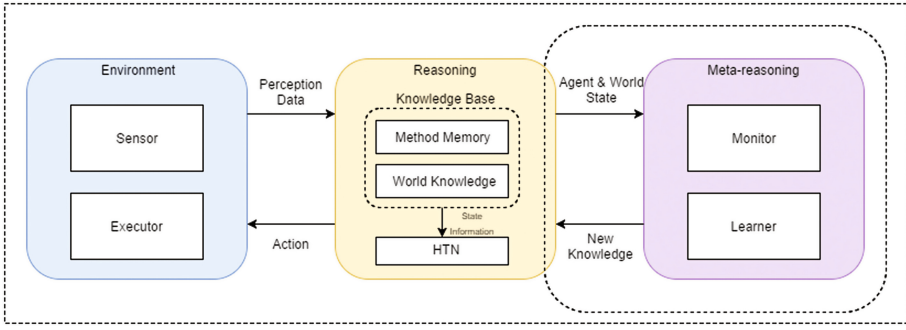 Environment
Sensor
Executor
Perception
Data
Action
Reasoning
Knowledge Base
Method Memory
World Knowledge
State
Information
HTN
Agent & World
State
New
Knowledge
Meta-reasoning
Monitor
Learner